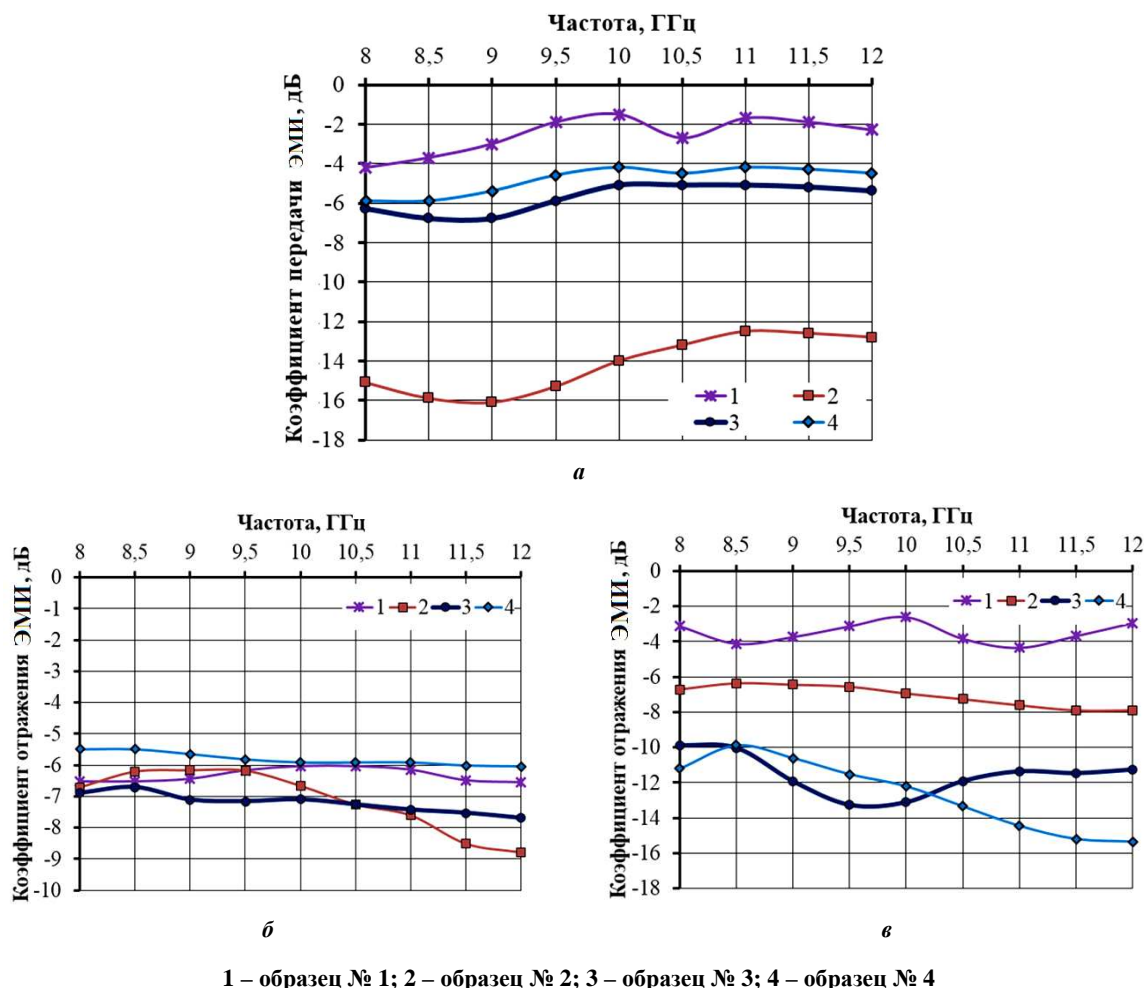 Частота, ГГц
8 8,5 9 9,5 10 10,5 11 11,5 12
Коэффициент передачи ЭМИ, дБ
0
-2
-4
-6
-8
-10
-12
-14
-16
-18
1 2
3 4
а
Частота, ГГц
8 8,5 9 9,5 10 10,5 11 11,5 12
Коэффициент отражения ЭМИ, дБ
0
-1
-2
-3
-4
-5
-6
-7
-8
-9
-10
1 2 3 4
б
Частота, ГГц
8 8,5 9 9,5 10 10,5 11 11,5 12
Коэффициент отражения ЭМИ, дБ
0
-2
-4
-6
-8
-10
-12
-14
-16
-18
1 2 3 4
в
1 – образец № 1; 2 – образец № 2; 3 – образец № 3; 4 – образец № 4